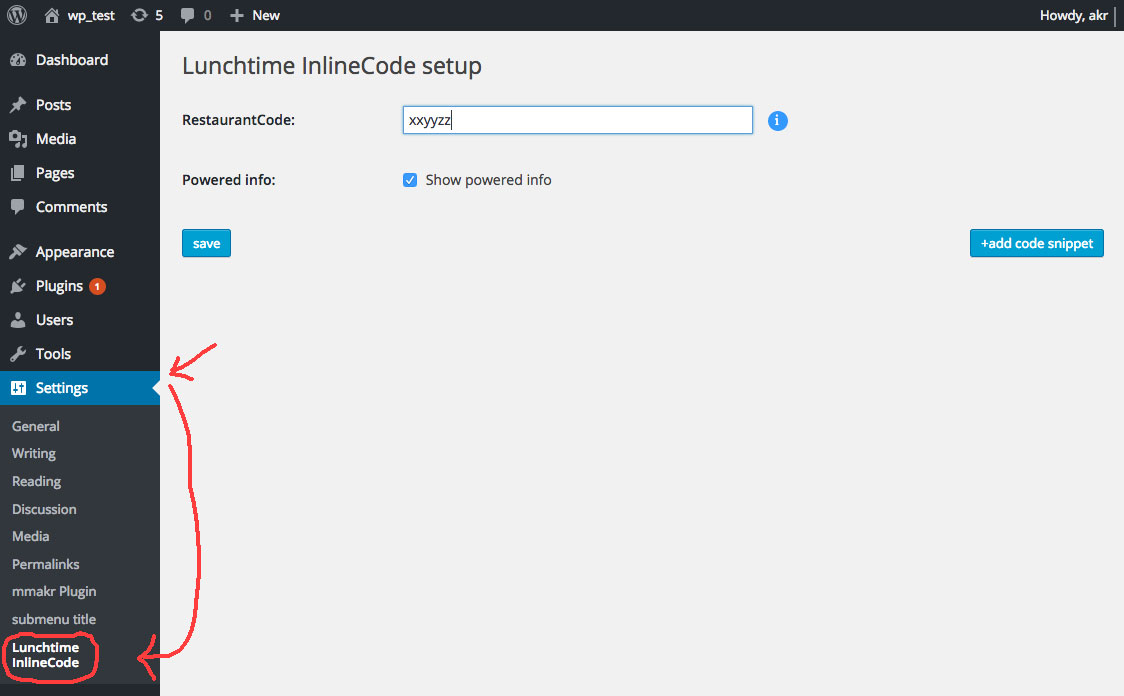 wp_test 5 0 New Howdy, akr
Dashboard
Posts
Media
Pages
Comments
Appearance
Plugins 1
Users
Tools
Settings
General
Writing
Reading
Discussion
Media
Permalinks
mmakr Plugin
submenu title
Lunchtime
InlineCode
Lunchtime InlineCode setup
RestaurantCode: xxyyzz
Powered info: Show powered info
save +add code snippet